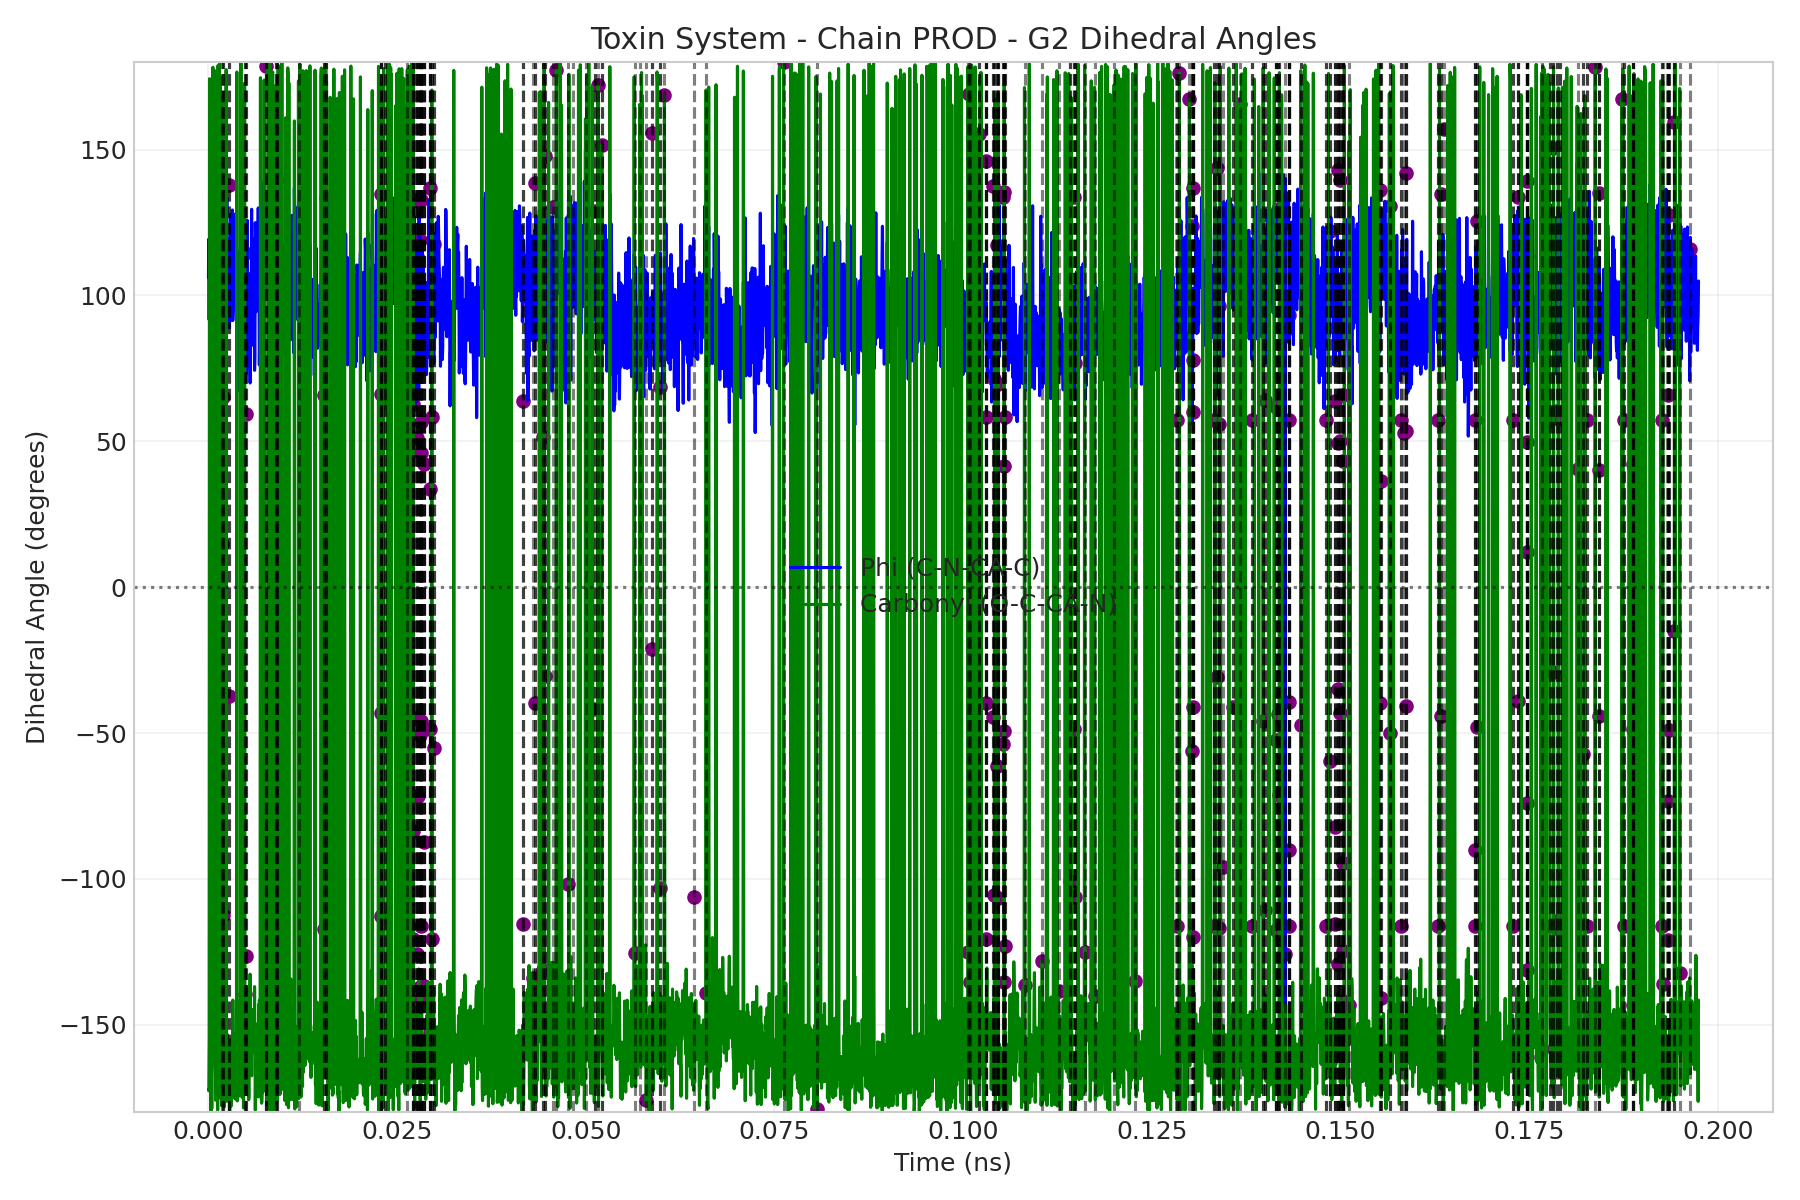 Toxin System - Chain PROD - G2 Dihedral Angles
Dihedral Angle (degrees)
150
100
50
0
−50
−100
−150
Phi (C-N-CA-C)
Carbonyl (O-C-CA-N)
0.000 0.025 0.050 0.075 0.100 0.125 0.150 0.175 0.200
Time (ns)